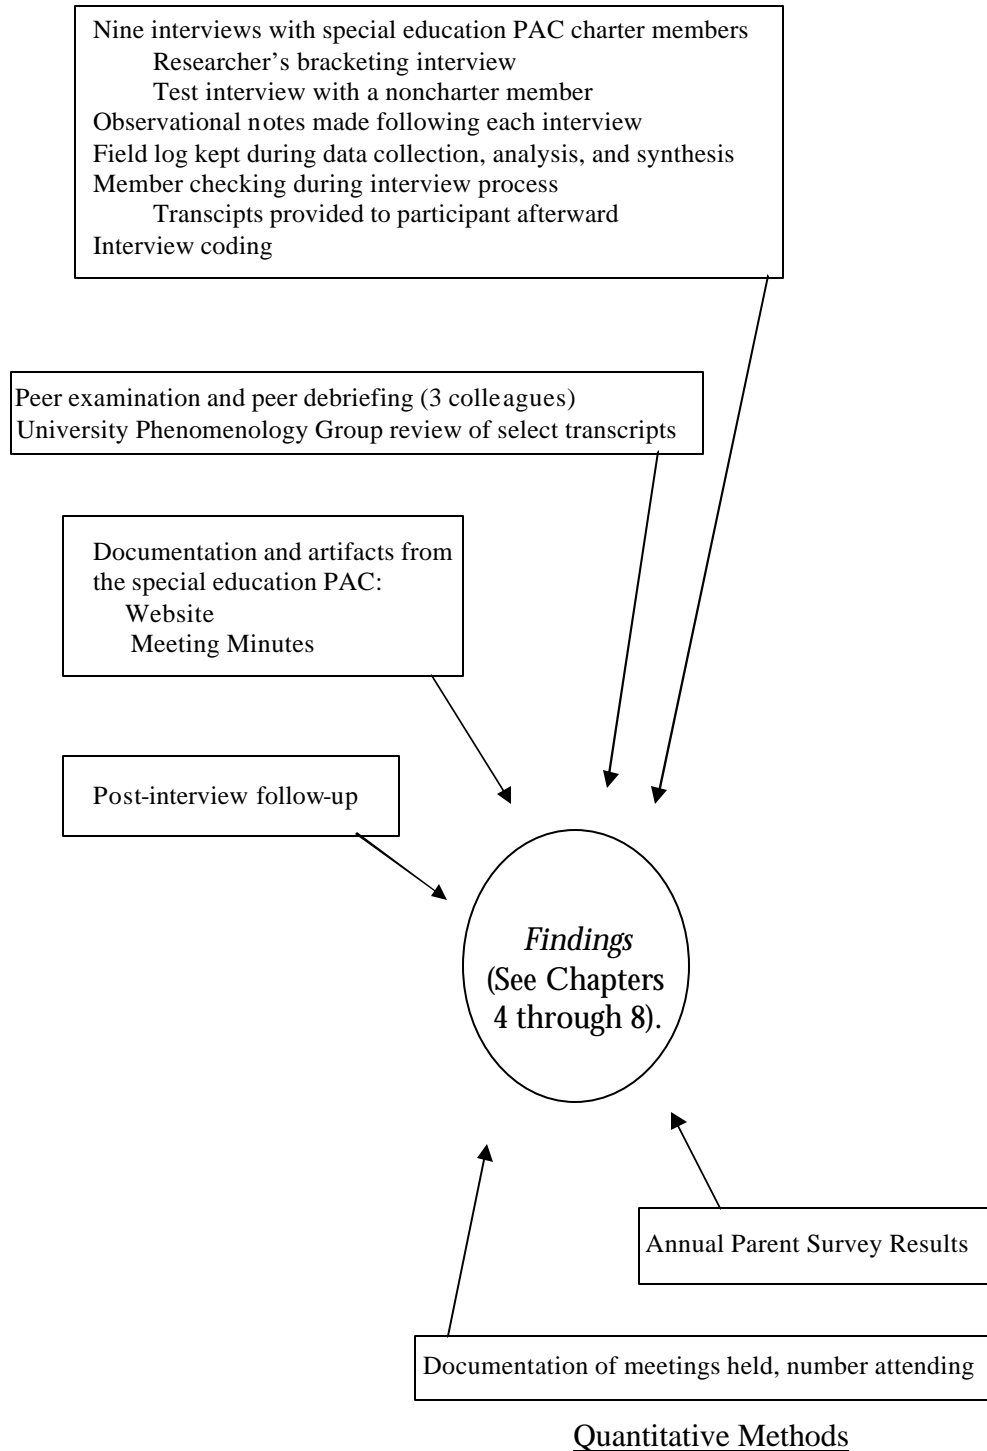 Nine interviews with special education PAC charter members
Researcher's bracketing interview
Test interview with a noncharter member
Observational notes made following each interview
Field log kept during data collection, analysis, and synthesis
Member checking during interview process
Transcipts provided to participant afterward
Interview coding
Peer examination and peer debriefing (3 colleagues)
University Phenomenology Group review of select transcripts
Documentation and artifacts from
the special education PAC:
Website
Meeting Minutes
Post-interview follow-up
Findings
(See Chapters
4 through 8).
Annual Parent Survey Results
Documentation of meetings held, number attending
Quantitative Methods